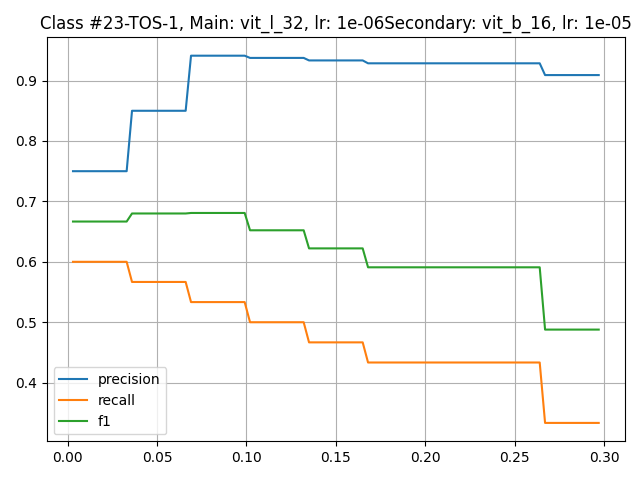 Class #23-TOS-1, Main: vit_l_32, lr: 1e-06Secondary: vit_b_16, lr: 1e-05
0.9
0.8
0.7
0.6
0.5
0.4
precision
recall
f1
0.00 0.05 0.10 0.15 0.20 0.25 0.30